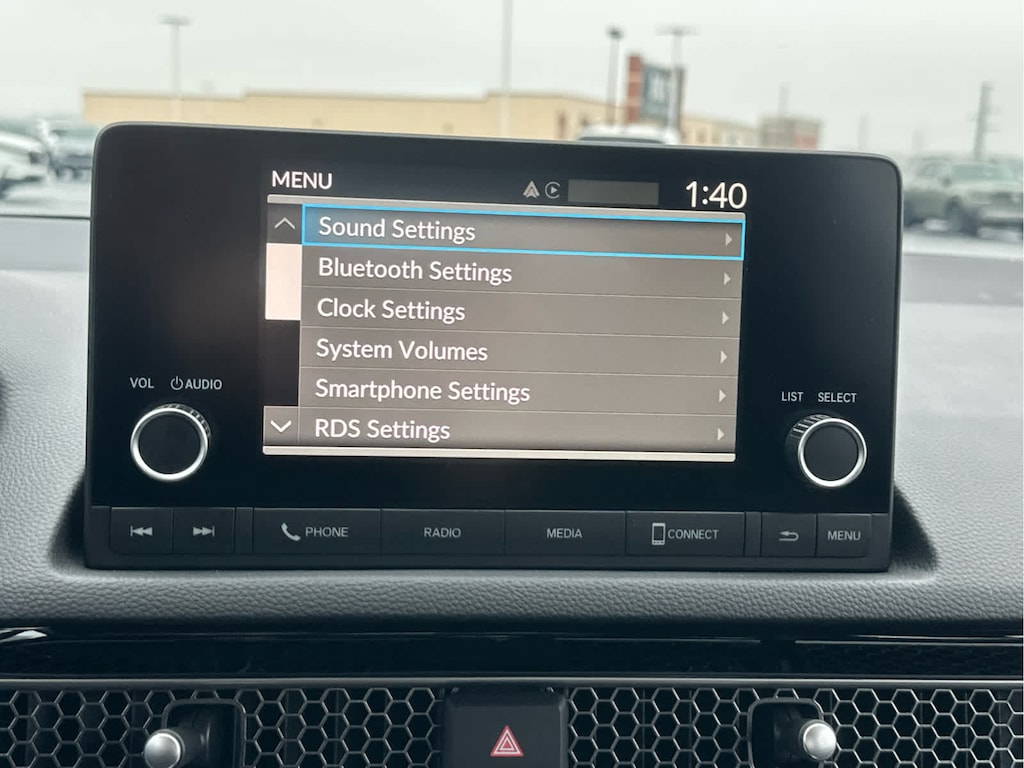 MENU
1:40
Sound Settings
Bluetooth Settings
Clock Settings
System Volumes
Smartphone Settings
RDS Settings
VOL AUDIO
LIST SELECT
PHONE RADIO MEDIA CONNECT MENU